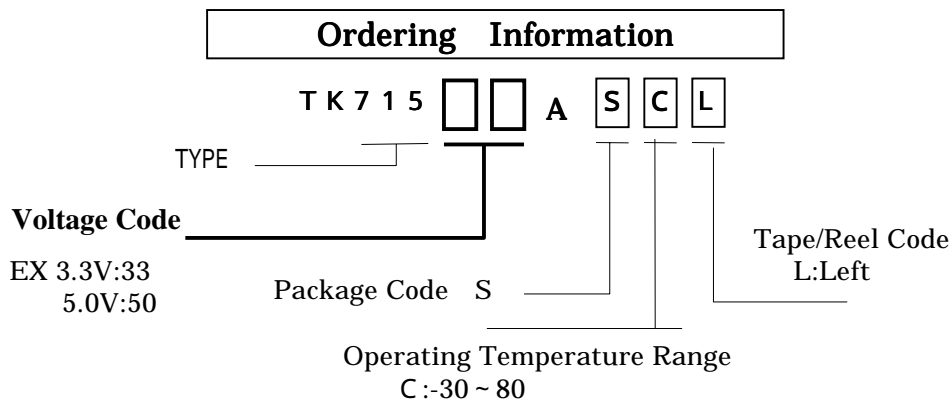 Ordering Information
TK715 A S C L
TYPE
Voltage Code
EX 3.3V:33
5.0V:50
Package Code S
Tape/Reel Code
L:Left
Operating Temperature Range
C:-30 ~ 80